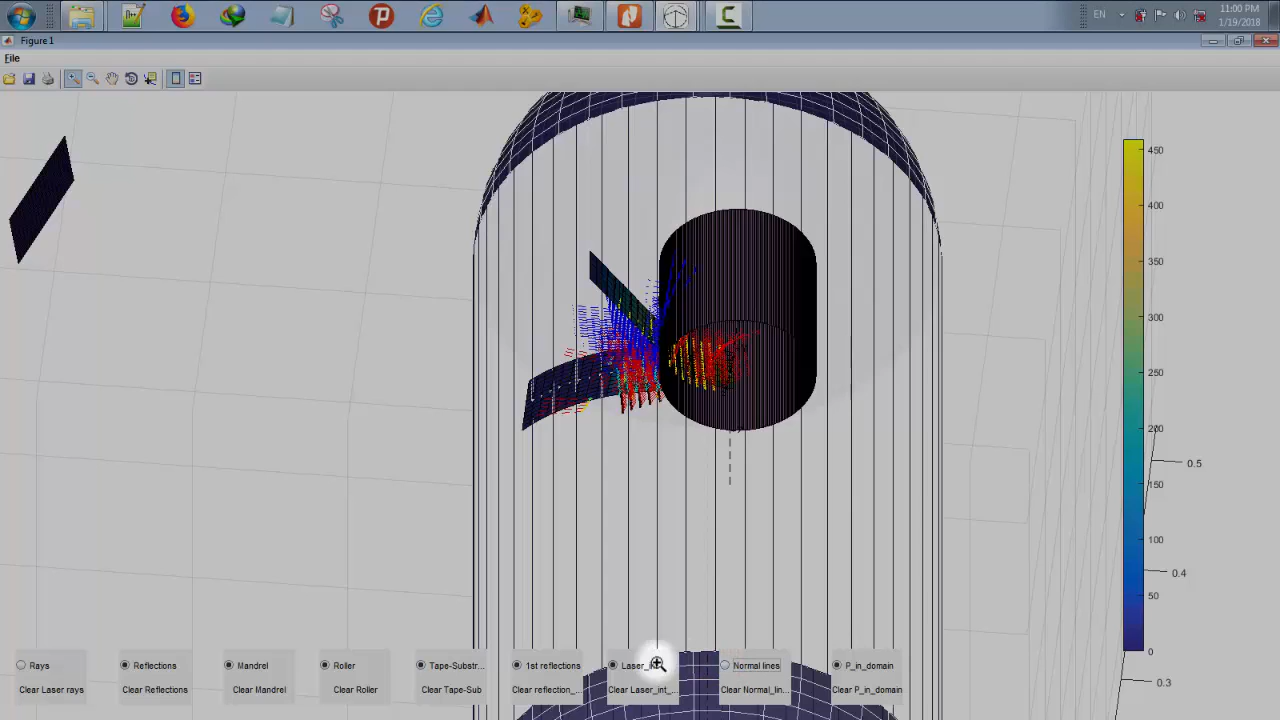 EN
11:00 PM
1/19/2018
Figure 1
File
450
400
350
300
250
200
150
100
50
0
0.5
0.4
0.3
Rays
Reflections
Mandrel
Roller
Tape-Substr...
1st reflections
Normal lines
P_in_domain
Clear Laser rays
Clear Reflections
Clear Mandrel
Clear Roller
Clear Tape-Sub
Clear reflection_...
Clear Laser_int_...
Clear Normal_lin...
Clear P_in_domain